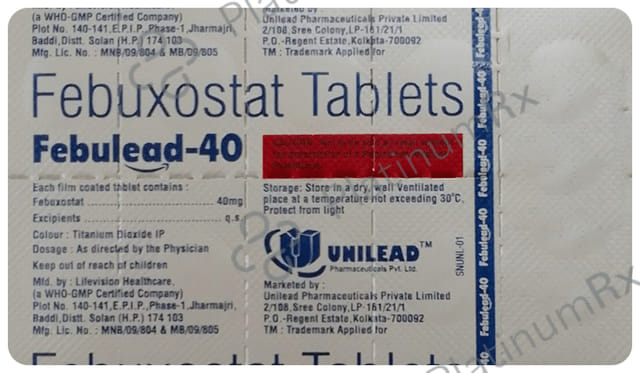 (a WHO-GMP Certified Company)
Plot No. 140-141,E.P.I.P.,Phase-1,Jharmajri,
Baddi,Distt. Solan (H.P.) 174 103
Mfg. Lic. No. : MNB/09/804 & MB/09/805
Marketed by :
Unilead Pharmaceuticals Private Limited
2/108,Sree Colony,LP-161/21/1
P.O.-Regent Estate,Kolkata-700092
TM : Trademark Applied for
Febuxostat Tablets
Febulead-40
Each film coated tablet contains :
Febuxostat .......................... 40mg
Excipients .......................... q.s.
Colour : Titanium Dioxide IP
Dosage : As directed by the Physician
Keep out of reach of children
Mfd. by : Lifevision Healthcare,
(a WHO-GMP Certified Company)
Plot No. 140-141,E.P.I.P.,Phase-1,Jharmajri,
Baddi,Distt. Solan (H.P.) 174 103
Mfg. Lic. No. : MNB/09/804 & MB/09/805
Storage: Store in a dry, well Ventilated
place at a temperature not exceeding 30°C,
Protect from light
UNILEAD™
Pharmaceuticals Pvt. Ltd.
Marketed by :
Unilead Pharmaceuticals Private Limited
2/108,Sree Colony,LP-161/21/1
P.O.-Regent Estate,Kolkata-700092
TM : Trademark Applied for
SNUNL-01
Febulead-40
Febulead-40
Febulead-40
Febulead-40
Febuxostat Tablets
PlatinumRx
PlatinumRx
PlatinumRx